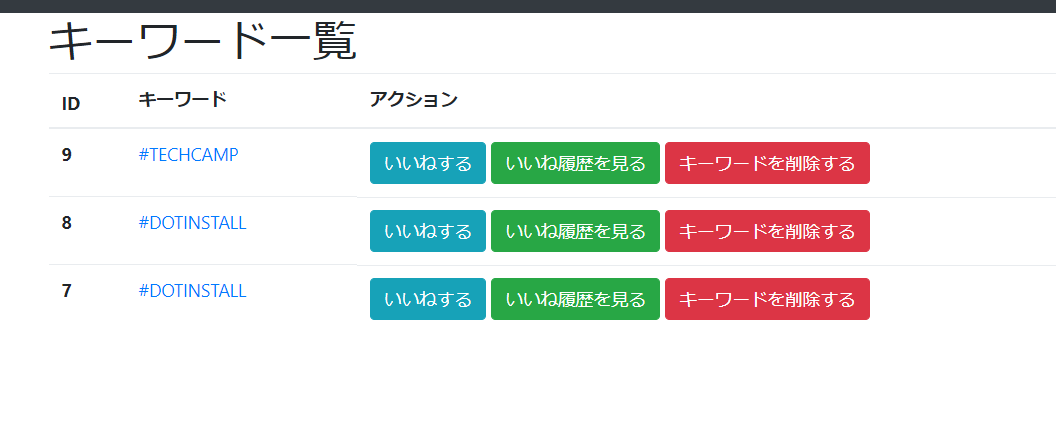 キーワード一覧
ID キーワード アクション
9 #TECHCAMP いいねする いいね履歴を見る キーワードを削除する
8 #DOTINSTALL いいねする いいね履歴を見る キーワードを削除する
7 #DOTINSTALL いいねする いいね履歴を見る キーワードを削除する